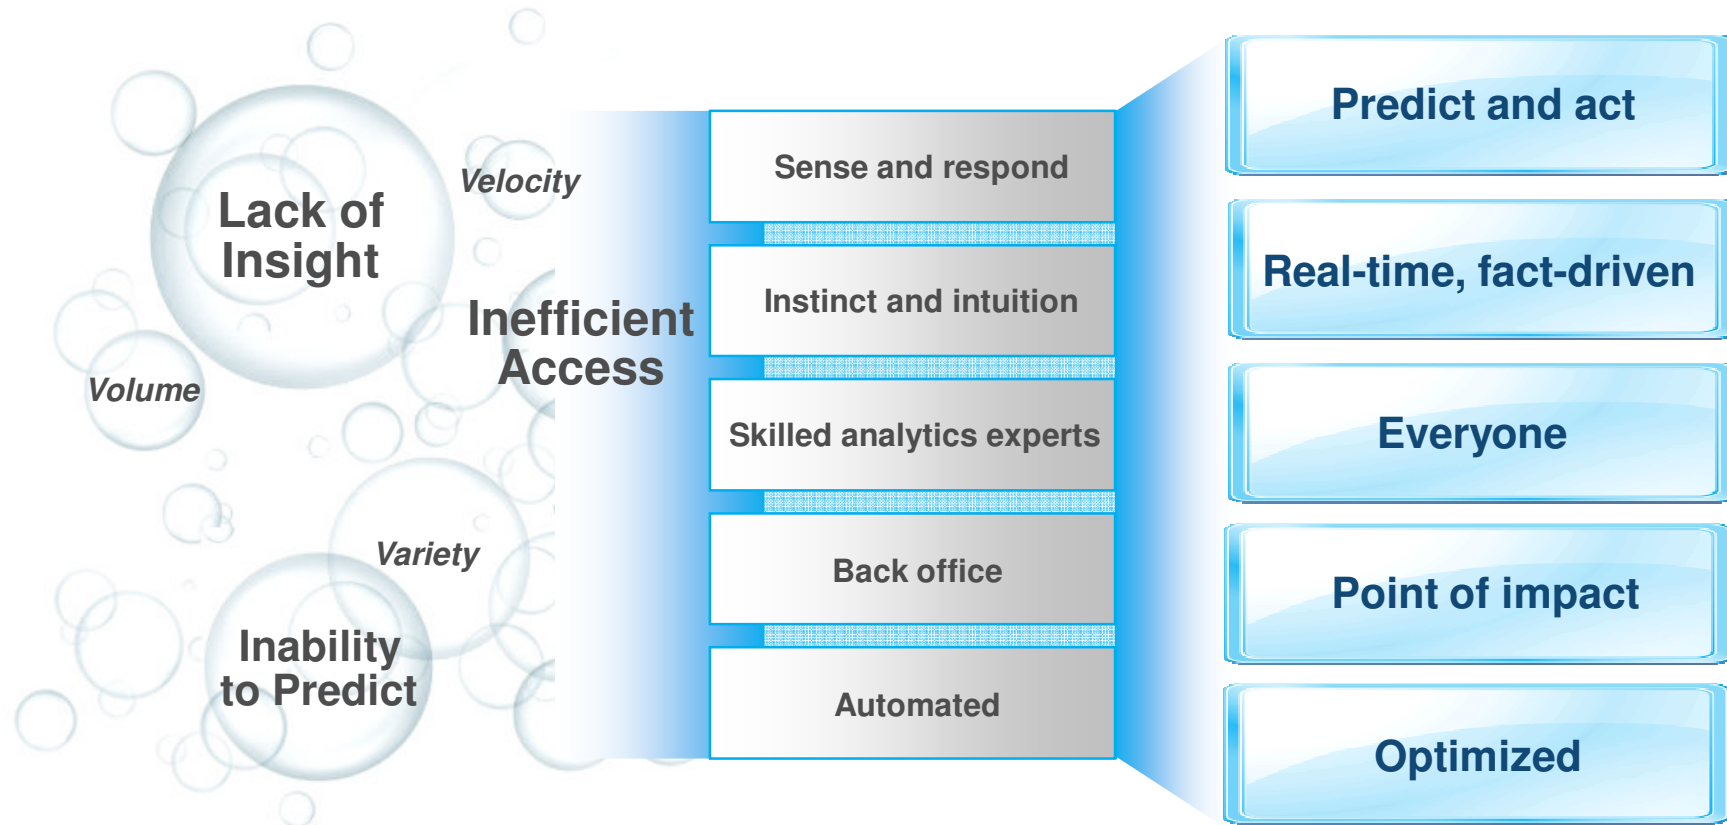 Lack of
Insight
Velocity
Inefficient
Access
Volume
Variety
Inability
to Predict
Sense and respond
Instinct and intuition
Skilled analytics experts
Back office
Automated
Predict and act
Real-time, fact-driven
Everyone
Point of impact
Optimized